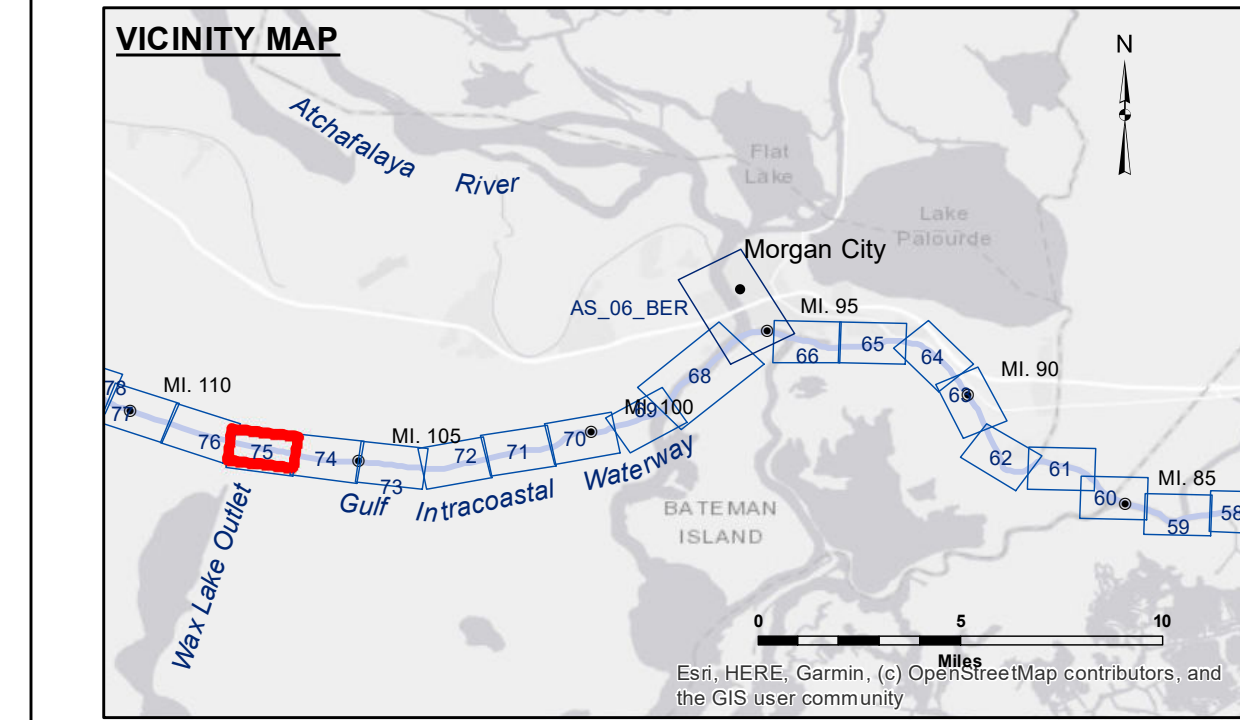 VICINITY MAP
N
Atchafalaya
River
Flat
Lake
Lake
Palourde
Morgan City
AS_06_BER
MI. 95
66
65
64
MI. 90
63
68
MI. 110
78
77
76
75
74
MI. 105
73
72
71
70
69
MI. 100
62
61
60
MI. 85
59
58
Gulf
Intracoastal
Waterway
Wax Lake Outlet
BATEMAN
ISLAND
0
5
10
Miles
Esri, HERE, Garmin, (c) OpenStreetMap contributors, and
the GIS user community